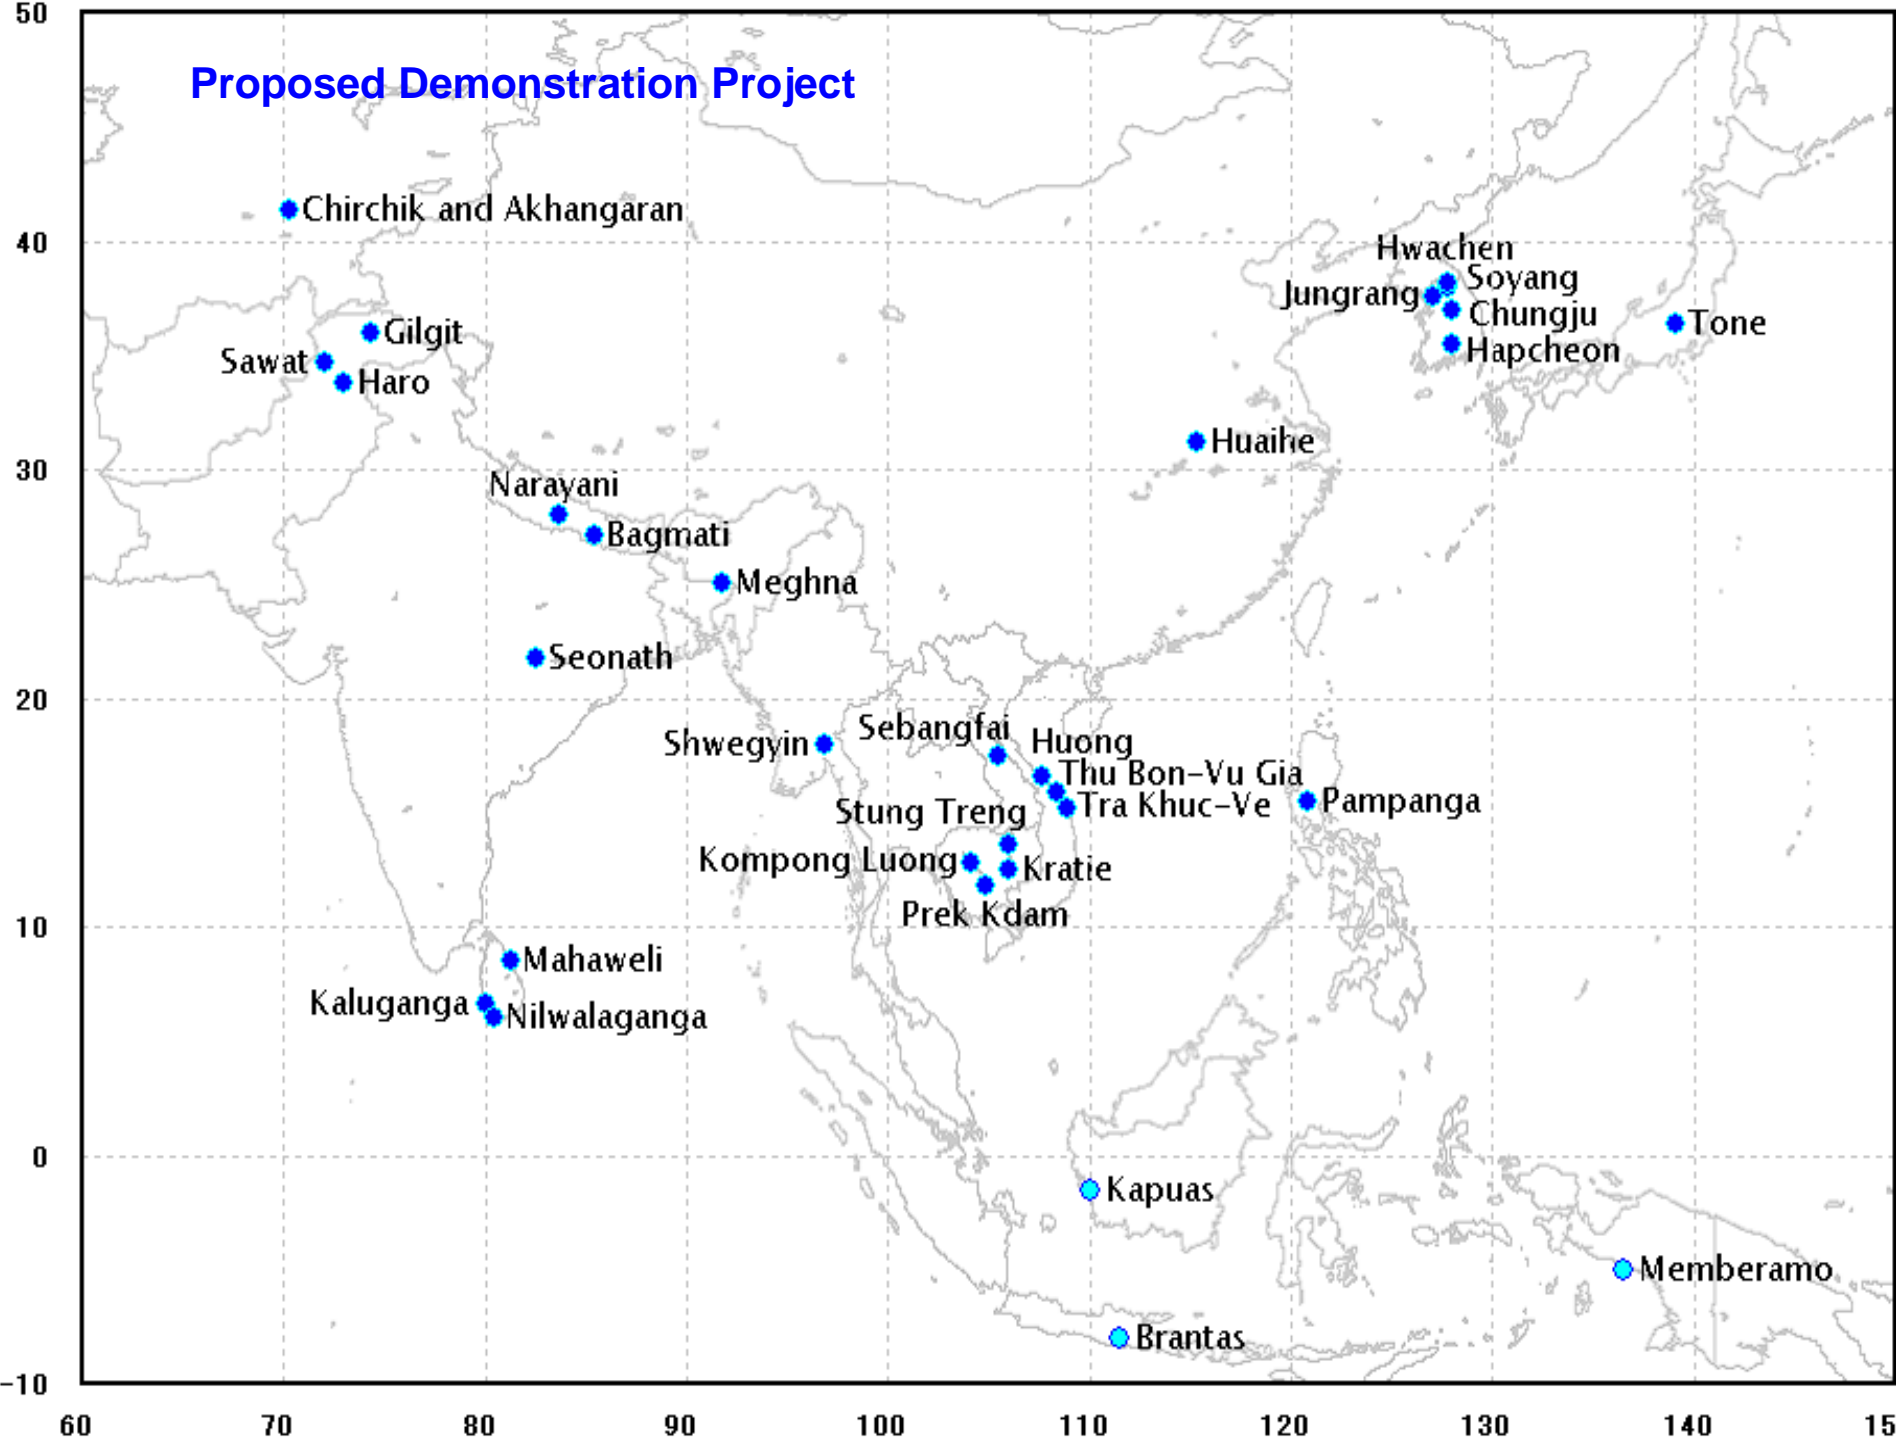 50
Proposed Demonstration Project
Chirchik and Akhangaran
40
Hwachen
Soyang
Jungrang
Chungju
Tone
Gilgit
Hapcheon
Sawat
Haro
Huaihe
30
Narayani
Bagmati
Meghna
Seonath
20
Sebangfai
Huong
Shwegyin
Thu Bon-Vu Gia
Pampanga
Tra Khuc-Ve
Stung Treng
Kompong Luong
Kratie
Prek Kdam
10
Mahaweli
Kaluganga
Nilwalaganga
0
Kapuas
Memberamo
Brantas
-10
60 70 80 90 100 110 120 130 140 15